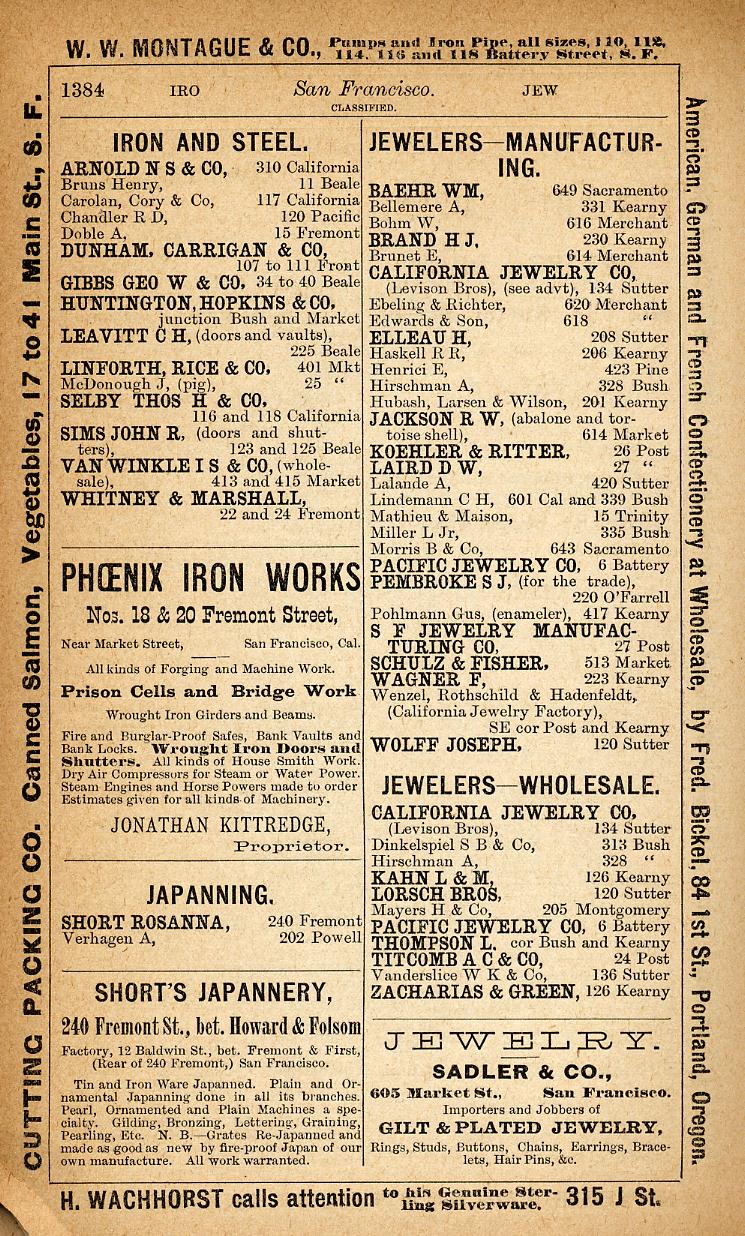 W. W. MONTAGUE & CO., Pumps and Iron Pipe, all sizes, 110, 112, 114, 116 and 118 Battery Street, S. F.
1384 IRO San Francisco. JEW
CLASSIFIED.
IRON AND STEEL.
ARNOLD N S & CO, 310 California
Bruns Henry, 11 Beale
Carolan, Cory & Co, 117 California
Chandler R D, 120 Pacific
Doble A, 15 Fremont
DUNHAM, CARRIGAN & CO,
107 to 111 Front
GIBBS GEO W & CO, 34 to 40 Beale
HUNTINGTON, HOPKINS & CO,
junction Bush and Market
LEAVITT C H, (doors and vaults),
225 Beale
LINFORTH, RICE & CO, 401 Mkt
McDonough J, (pig), 25 "
SELBY THOS H & CO,
116 and 118 California
SIMS JOHN R, (doors and shut-
ters), 123 and 125 Beale
VAN WINKLE I S & CO, (whole-
sale), 413 and 415 Market
WHITNEY & MARSHALL,
22 and 24 Fremont
PHŒNIX IRON WORKS
Nos. 18 & 20 Fremont Street,
Near Market Street, San Francisco, Cal.
All kinds of Forging and Machine Work.
Prison Cells and Bridge Work
Wrought Iron Girders and Beams.
Fire and Burglar-Proof Safes, Bank Vaults and
Bank Locks. Wrought Iron Doors and
Shutters. All kinds of House Smith Work.
Dry Air Compressors for Steam or Water Power.
Steam Engines and Horse Powers made to order
Estimates given for all kinds of Machinery.
JONATHAN KITTREDGE,
Proprietor.
JAPANNING.
SHORT ROSANNA, 240 Fremont
Verhagen A, 202 Powell
SHORT'S JAPANNERY,
240 Fremont St., bet. Howard & Folsom
Factory, 12 Baldwin St., bet. Fremont & First,
(Rear of 240 Fremont,) San Francisco.
Tin and Iron Ware Japanned. Plain and Or-
namental Japanning done in all its branches.
Pearl, Ornamented and Plain Machines a spe-
cialty. Gilding, Bronzing, Lettering, Graining,
Pearling, Etc. N. B.—Grates Re-Japanned and
made as good as new by fire-proof Japan of our
own manufacture. All work warranted.
JEWELERS—MANUFACTUR-
ING.
BAEHR WM, 649 Sacramento
Bellemere A, 331 Kearny
Bohm W, 616 Merchant
BRAND H J, 230 Kearny
Brunet E, 614 Merchant
CALIFORNIA JEWELRY CO,
(Levison Bros), (see advt), 134 Sutter
Ebeling & Richter, 620 Merchant
Edwards & Son, 618 "
ELLEAU H, 208 Sutter
Haskell R R, 206 Kearny
Henrici E, 423 Pine
Hirschman A, 328 Bush
Hubash, Larsen & Wilson, 201 Kearny
JACKSON R W, (abalone and tor-
toise shell), 614 Market
KOEHLER & RITTER, 26 Post
LAIRD D W, 27 "
Lalande A, 420 Sutter
Lindemann C H, 601 Cal and 339 Bush
Mathieu & Maison, 15 Trinity
Miller L Jr, 335 Bush
Morris B & Co, 643 Sacramento
PACIFIC JEWELRY CO, 6 Battery
PEMBROKE S J, (for the trade),
220 O'Farrell
Pohlmann Gus, (enameler), 417 Kearny
S F JEWELRY MANUFAC-
TURING CO, 27 Post
SCHULZ & FISHER, 513 Market
WAGNER F, 223 Kearny
Wenzel, Rothschild & Hadenfeldt,
(California Jewelry Factory),
SE cor Post and Kearny
WOLFF JOSEPH, 120 Sutter
JEWELERS—WHOLESALE.
CALIFORNIA JEWELRY CO,
(Levison Bros), 134 Sutter
Dinkelspiel S B & Co, 313 Bush
Hirschman A, 328 "
KAHN L & M, 126 Kearny
LORSCH BROS, 120 Sutter
Mayers H & Co, 205 Montgomery
PACIFIC JEWELRY CO, 6 Battery
THOMPSON L. cor Bush and Kearny
TITCOMB A C & CO, 24 Post
Vanderslice W K & Co, 136 Sutter
ZACHARIAS & GREEN, 126 Kearny
JEWELRY.
SADLER & CO.,
605 Market St., San Francisco.
Importers and Jobbers of
GILT & PLATED JEWELRY,
Rings, Studs, Buttons, Chains, Earrings, Brace-
lets, Hair Pins, &c.
H. WACHHORST calls attention to his Genuine Ster-ling Silverware. 315 J St.
CUTTING PACKING CO. Canned Salmon, Vegetables, 17 to 41 Main St., S. F.
American, German and French Confectionery at Wholesale, by Fred. Bickel, 84 1st St., Portland, Oregon.